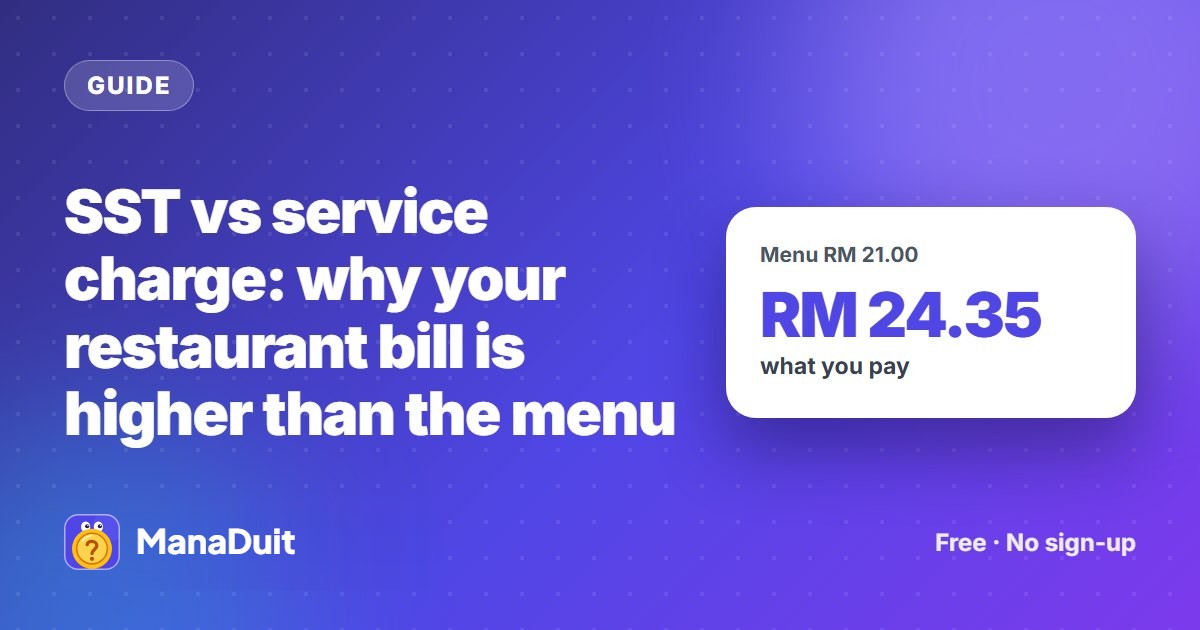 GUIDE
SST vs service
charge: why your
restaurant bill is
higher than the menu
Menu RM 21.00
RM 24.35
what you pay
?
ManaDuit
Free · No sign-up